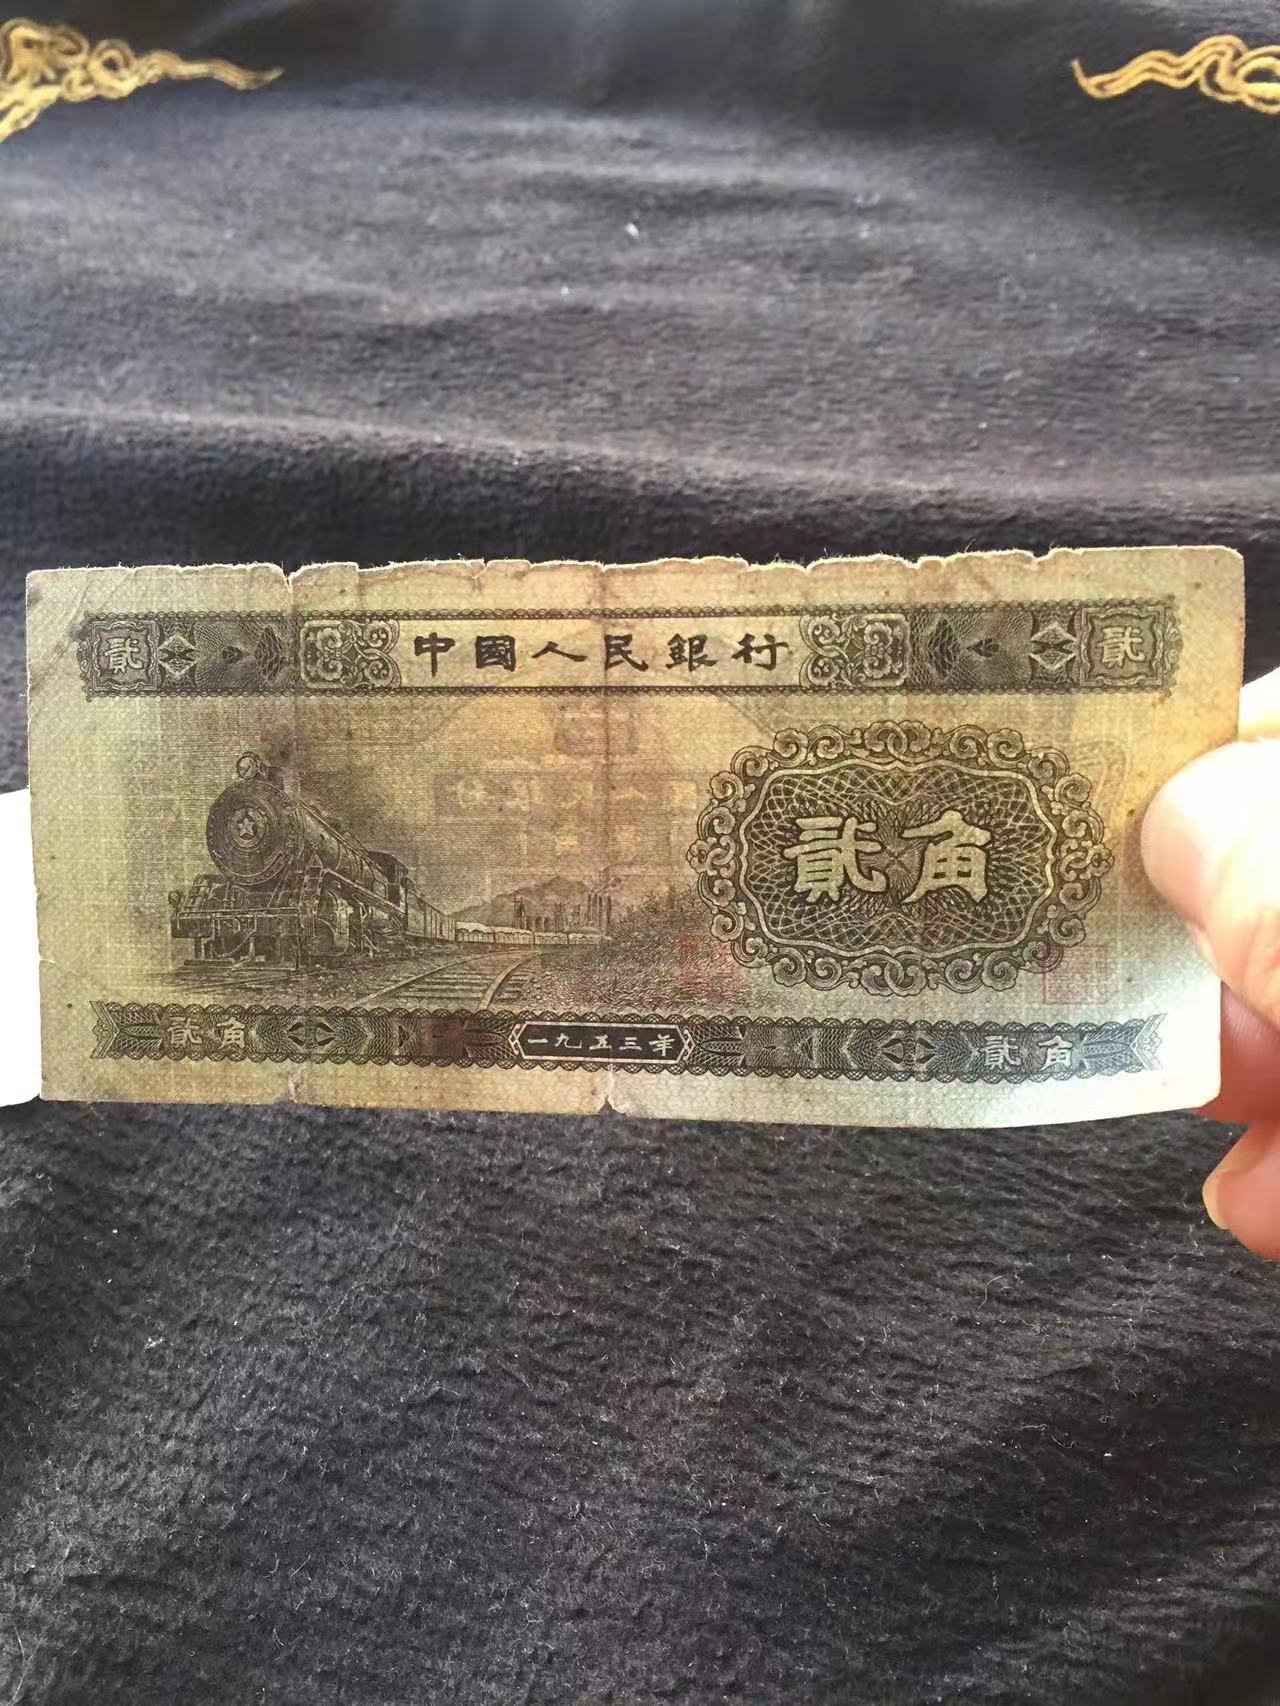 貳 中國人民銀行 貳
貳角
貳角 一九五三年 貳角